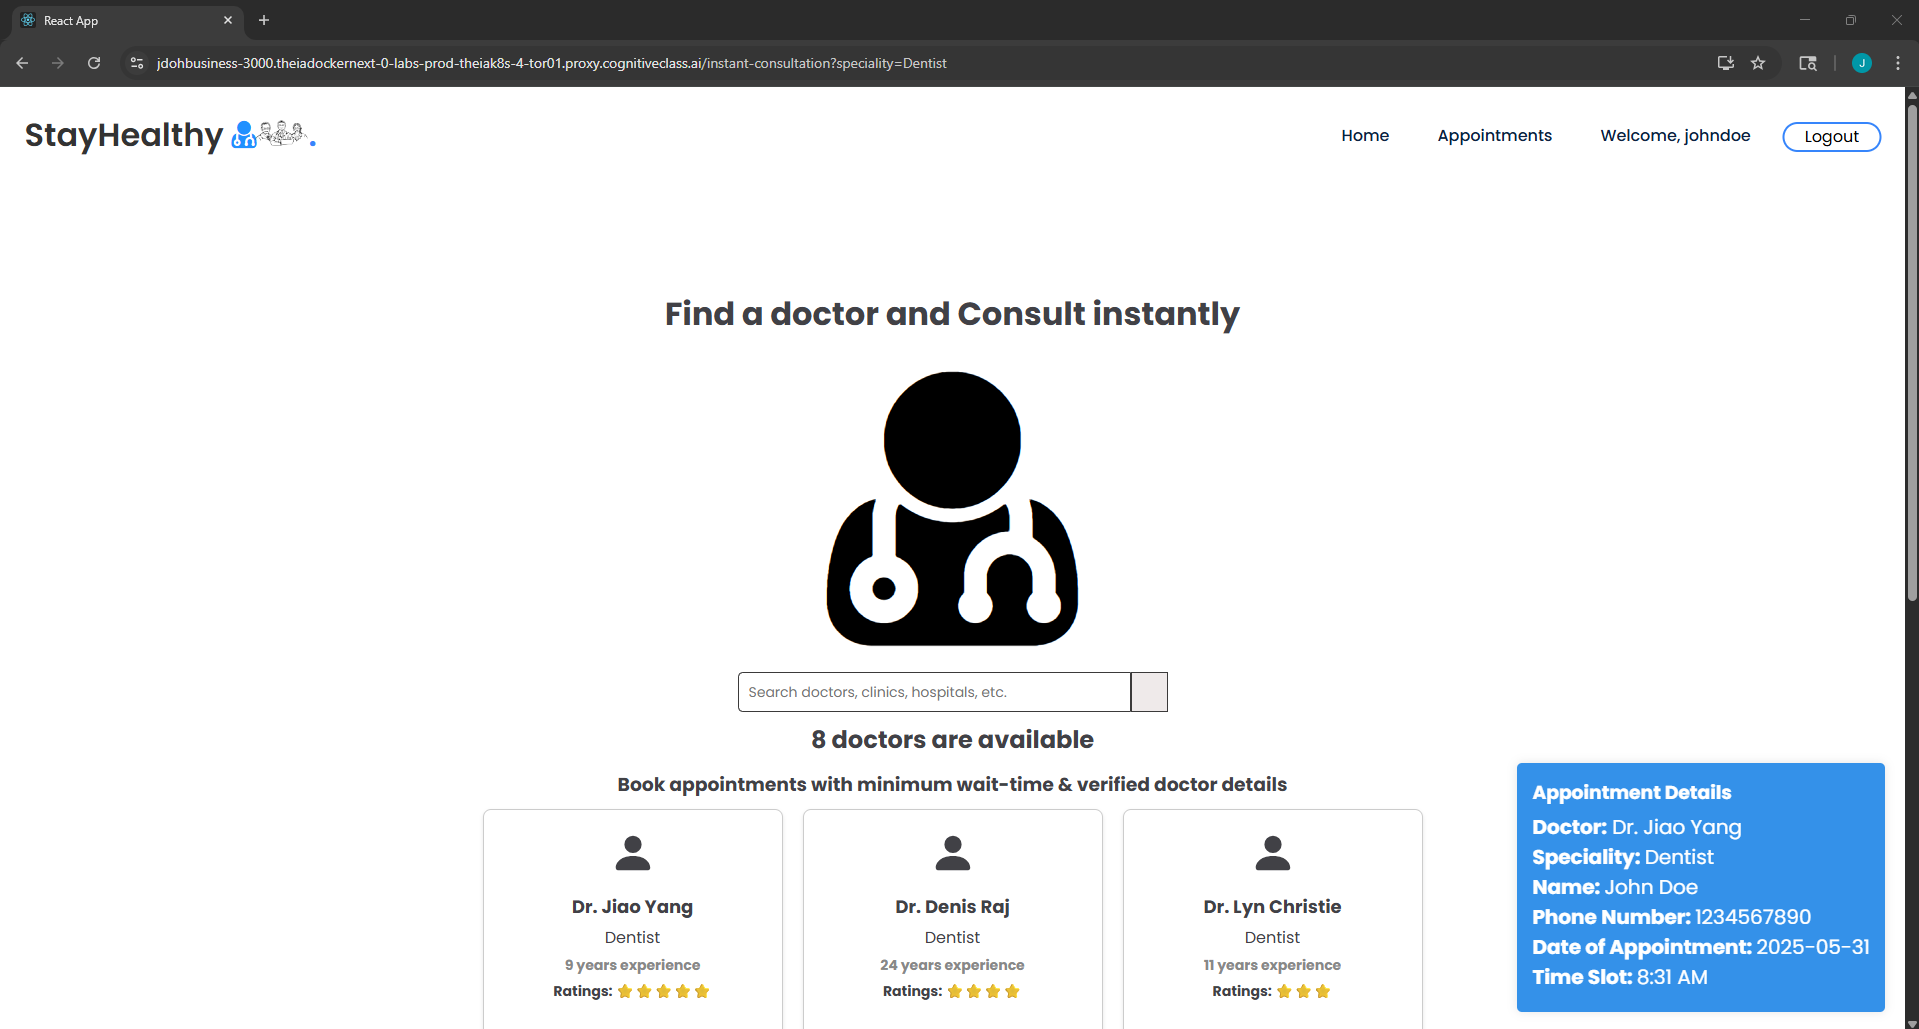 React App
jdohbusiness-3000.theiadockernext-0-labs-prod-theiak8s-4-tor01.proxy.cognitiveclass.ai/instant-consultation?speciality=Dentist
J
StayHealthy .
Home
Appointments
Welcome, johndoe
Logout
Find a doctor and Consult instantly
Search doctors, clinics, hospitals, etc.
8 doctors are available
Book appointments with minimum wait-time & verified doctor details
Dr. Jiao Yang
Dentist
9 years experience
Ratings:
Dr. Denis Raj
Dentist
24 years experience
Ratings:
Dr. Lyn Christie
Dentist
11 years experience
Ratings:
Appointment Details
Doctor: Dr. Jiao Yang
Speciality: Dentist
Name: John Doe
Phone Number: 1234567890
Date of Appointment: 2025-05-31
Time Slot: 8:31 AM